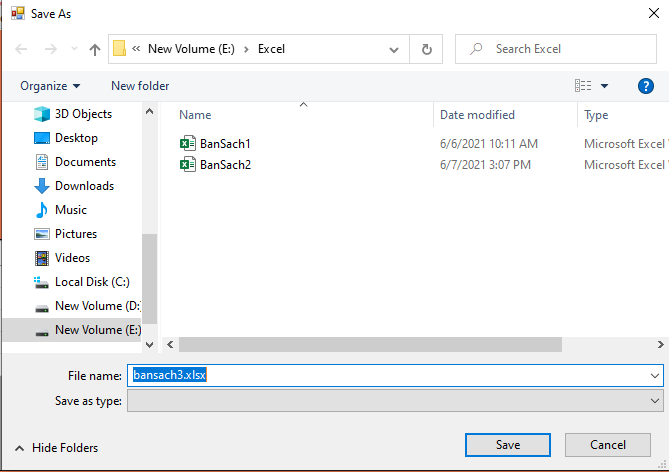 Save As
« New Volume (E:) › Excel
Search Excel
Organize
New folder
3D Objects
Desktop
Documents
Downloads
Music
Pictures
Videos
Local Disk (C:)
New Volume (D:
New Volume (E:)
Name Date modified Type
BanSach1 6/6/2021 10:11 AM Microsoft Excel
BanSach2 6/7/2021 3:07 PM Microsoft Excel
File name: bansach3.xlsx
Save as type:
Hide Folders
Save
Cancel